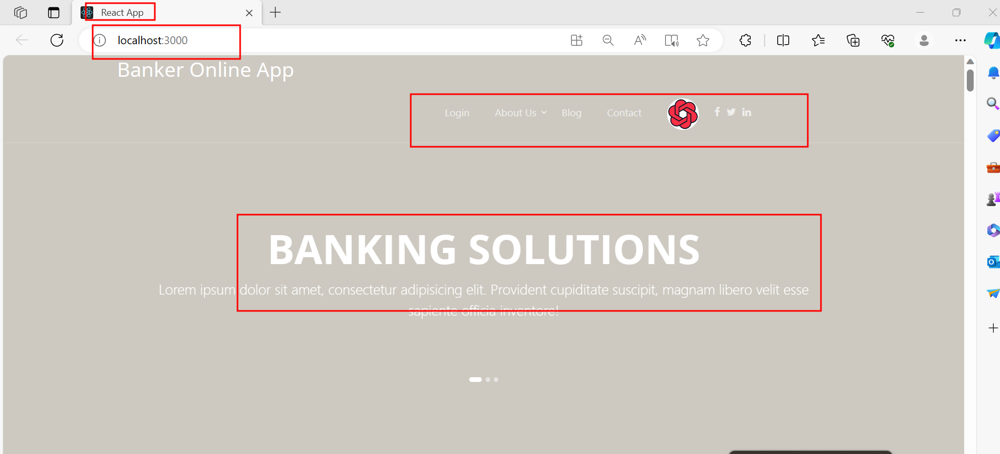 React App
localhost:3000
Banker Online App
Login About Us Blog Contact
BANKING SOLUTIONS
Lorem ipsum dolor sit amet, consectetur adipisicing elit. Provident cupiditate suscipit, magnam libero velit esse
sapiente officia inventore!